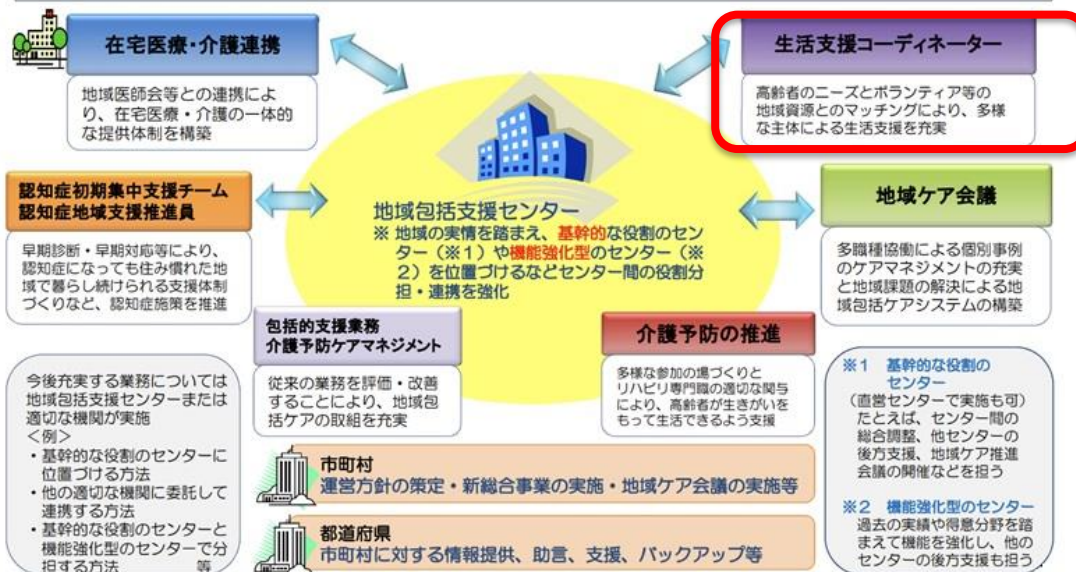 在宅医療・介護連携
地域医師会等との連携によ
り、在宅医療・介護の一体的
な提供体制を構築
生活支援コーディネーター
高齢者のニーズとボランティア等の
地域資源とのマッチングにより、多様
な主体による生活支援を充実
認知症初期集中支援チーム
認知症地域支援推進員
早期診断・早期対応等により、
認知症になっても住み慣れた地
域で暮らし続けられる支援体制
づくりなど、認知症施策を推進
地域包括支援センター
※ 地域の実情を踏まえ、基幹的な役割のセン
ター（※１）や機能強化型のセンター（※
２）を位置づけるなどセンター間の役割分
担・連携を強化
地域ケア会議
多職種協働による個別事例
のケアマネジメントの充実
と地域課題の解決による地
域包括ケアシステムの構築
包括的支援業務
介護予防ケアマネジメント
従来の業務を評価・改善
することにより、地域包
括ケアの取組を充実
介護予防の推進
多様な参加の場づくりと
リハビリ専門職の適切な関与
により、高齢者が生きがいを
もって生活できるよう支援
今後充実する業務については
地域包括支援センターまたは
適切な機関が実施
＜例＞
・基幹的な役割のセンターに
位置づける方法
・他の適切な機関に委託して
連携する方法
・基幹的な役割のセンターと
機能強化型のセンターで分
担する方法 等
市町村
運営方針の策定・新総合事業の実施・地域ケア会議の実施等
都道府県
市町村に対する情報提供、助言、支援、バックアップ等
※１ 基幹的な役割の
センター
（直営センターで実施も可）
たとえば、センター間の
総合調整、他センターの
後方支援、地域ケア推進
会議の開催などを担う
※２ 機能強化型のセンター
過去の実績や得意分野を踏
まえて機能を強化し、他の
センターの後方支援も担う